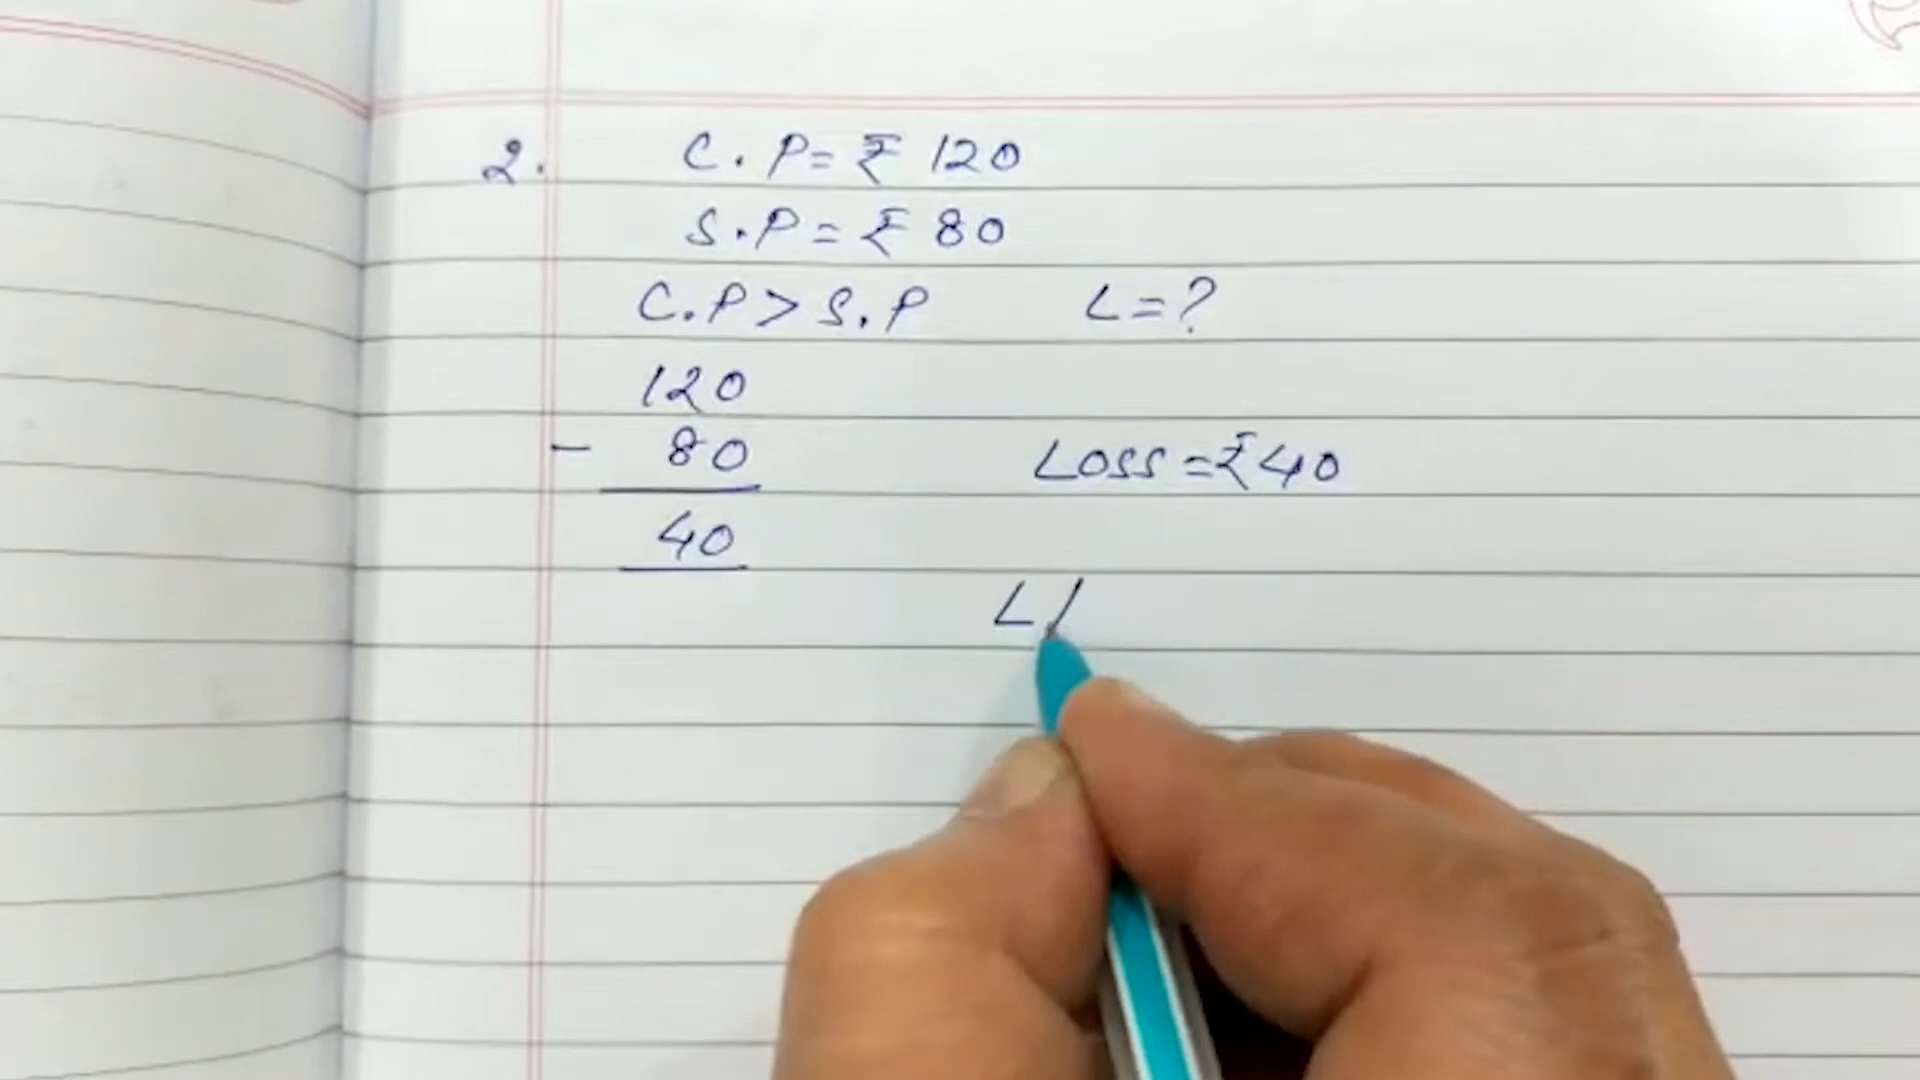 2. C.P= ₹ 120
S.P= ₹ 80
C.P > S.P L=?
120
- 80 Loss =₹40
40
L/